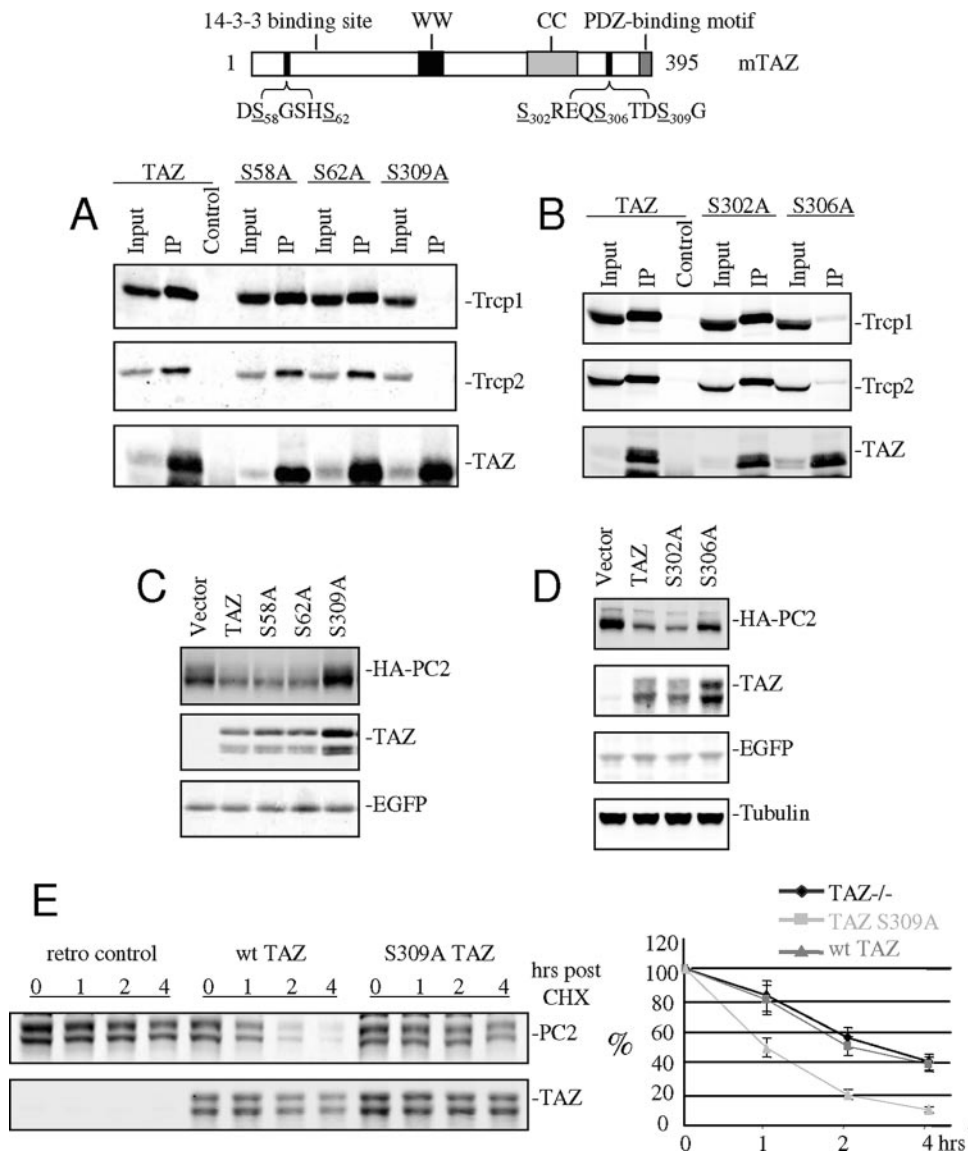 14-3-3 binding site WW CC PDZ-binding motif
1 395 mTAZ
DS58GSHS62 S302REQS306TDS309G
A
TAZ S58A S62A S309A
Input IP Control Input IP Input IP Input IP
-Trcp1
-Trcp2
-TAZ
B
TAZ S302A S306A
Input IP Control Input IP Input IP
-Trcp1
-Trcp2
-TAZ
C
Vector TAZ S58A S62A S309A
-HA-PC2
-TAZ
-EGFP
D
Vector TAZ S302A S306A
-HA-PC2
-TAZ
-EGFP
-Tubulin
E
retro control wt TAZ S309A TAZ
0 1 2 4 0 1 2 4 0 1 2 4 hrs post
CHX
-PC2
-TAZ
TAZ-/-
TAZ S309A
wt TAZ
120
100
80
60
40
20
0
%
0 1 2 4 hrs